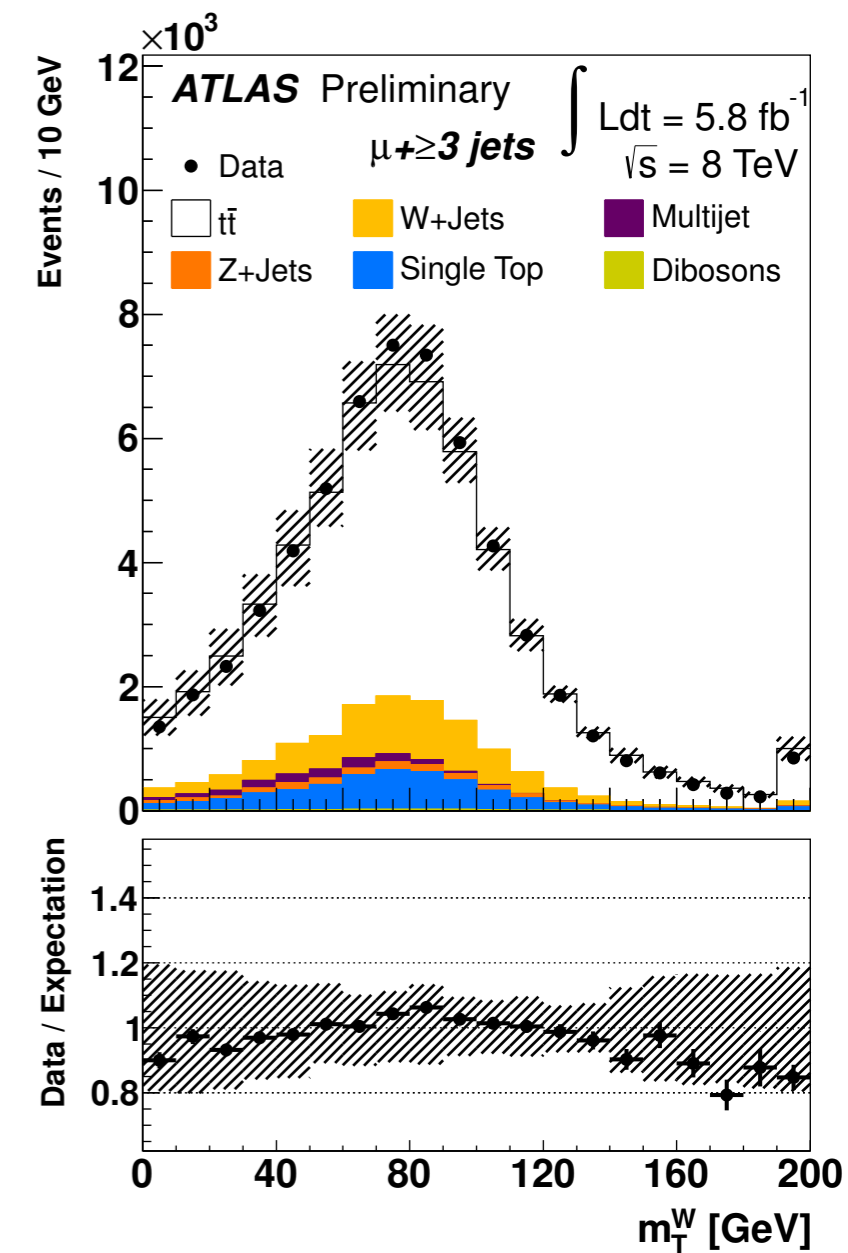 ×10³
Events / 10 GeV
12
10
8
6
4
2
0
ATLAS Preliminary
∫ Ldt = 5.8 fb⁻¹
μ+≥3 jets
√s = 8 TeV
Data
tt̄ W+Jets Multijet
Z+Jets Single Top Dibosons
Data / Expectation
1.4
1.2
1
0.8
0 40 80 120 160 200
m_T^W [GeV]